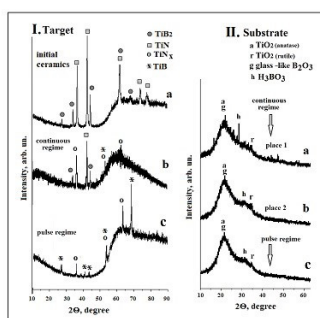 I. Target
TiB2
TiN
TiNx
TiB
initial
ceramics
a
continuous
regime
b
pulse regime
c
Intensity, arb. un.
10 20 30 40 50 60 70 80 90
2Θ, degree
II. Substrate
a TiO2 (anatase)
r TiO2 (rutile)
g glass -like B2O3
h H3BO3
continuous
regime
a
g
h
r
place 1
a
a
g
h
r
place 2
b
pulse regime
a
g
h
r
c
Intensity, arb. un.
10 20 30 40 50 60
2Θ, degree